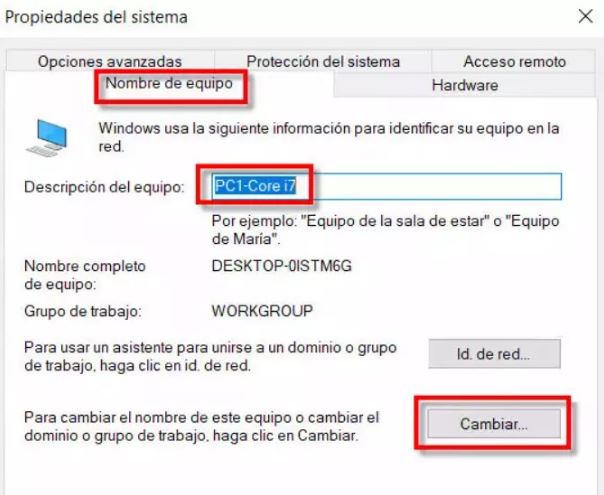 Propiedades del sistema
Opciones avanzadas
Protección del sistema
Acceso remoto
Nombre de equipo
Hardware
Windows usa la siguiente información para identificar su equipo en la
red.
Descripción del equipo:
PC1-Core i7
Por ejemplo: "Equipo de la sala de estar" o "Equipo
de María".
Nombre completo
de equipo:
DESKTOP-0ISTM6G
Grupo de trabajo:
WORKGROUP
Para usar un asistente para unirse a un dominio o grupo
de trabajo, haga clic en id. de red.
Id. de red...
Para cambiar el nombre de este equipo o cambiar el
dominio o grupo de trabajo, haga clic en Cambiar.
Cambiar...